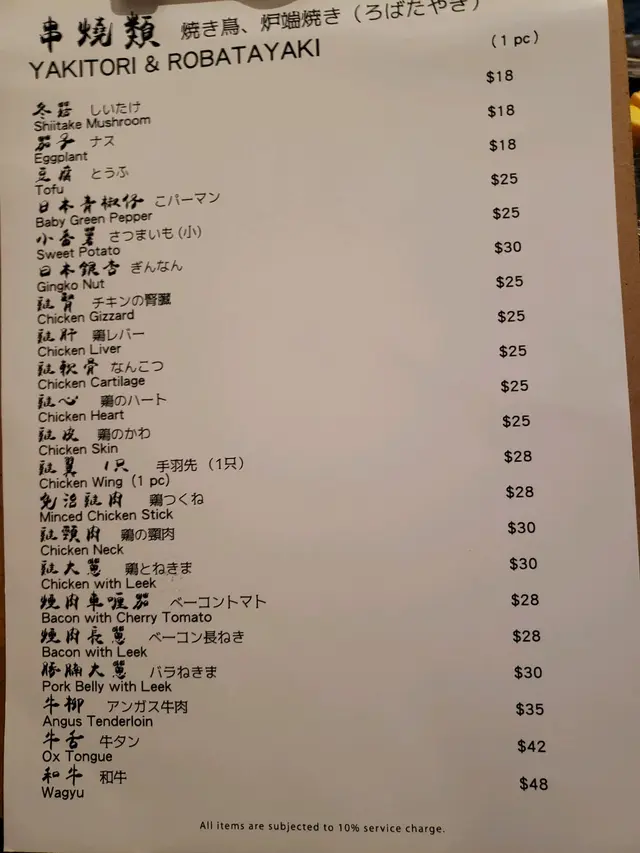 串燒類 焼き鳥、炉端焼き（ろばたやき）
YAKITORI & ROBATAYAKI (1 pc)
冬菇 しいたけ $18
Shiitake Mushroom
茄子 ナス $18
Eggplant
豆腐 とうふ $18
Tofu
日本青椒仔 こパーマン $25
Baby Green Pepper
小番薯 さつまいも(小) $25
Sweet Potato
日本銀杏 ぎんなん $30
Gingko Nut
雞腎 チキンの腎臓 $25
Chicken Gizzard
雞肝 鶏レバー $25
Chicken Liver
雞軟骨 なんこつ $25
Chicken Cartilage
雞心 鶏のハート $25
Chicken Heart
雞皮 鶏のかわ $25
Chicken Skin
雞翼 1只 手羽先（1只） $28
Chicken Wing (1 pc)
免治雞肉 鶏つくね $28
Minced Chicken Stick
雞頸肉 鶏の頸肉 $30
Chicken Neck
雞大蔥 鶏とねきま $30
Chicken with Leek
煙肉車喱茄 ベーコントマト $28
Bacon with Cherry Tomato
煙肉長蔥 ベーコン長ねき $28
Bacon with Leek
豚腩大蔥 バラねきま $30
Pork Belly with Leek
牛柳 アンガス牛肉 $35
Angus Tenderloin
牛舌 牛タン $42
Ox Tongue
和牛 和牛 $48
Wagyu
All items are subjected to 10% service charge.